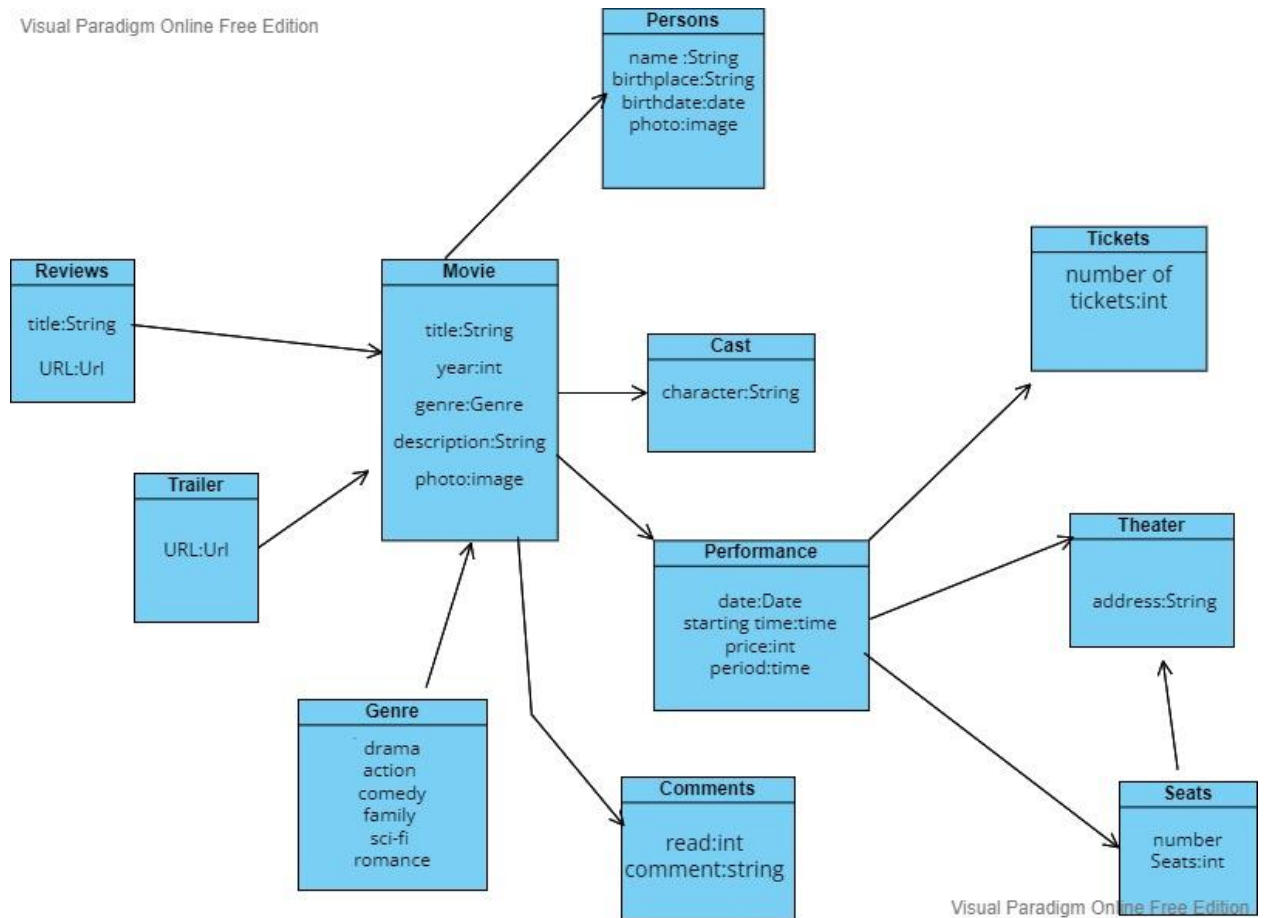 Visual Paradigm Online Free Edition
Persons
name :String
birthplace:String
birthdate:date
photo:image
Reviews
title:String
URL:Url
Movie
title:String
year:int
genre:Genre
description:String
photo:image
Cast
character:String
Tickets
number of
tickets:int
Trailer
URL:Url
Performance
date:Date
starting time:time
price:int
period:time
Theater
address:String
Genre
drama
action
comedy
family
sci-fi
romance
Comments
read:int
comment:string
Seats
number
Seats:int
Visual Paradigm Online Free Edition